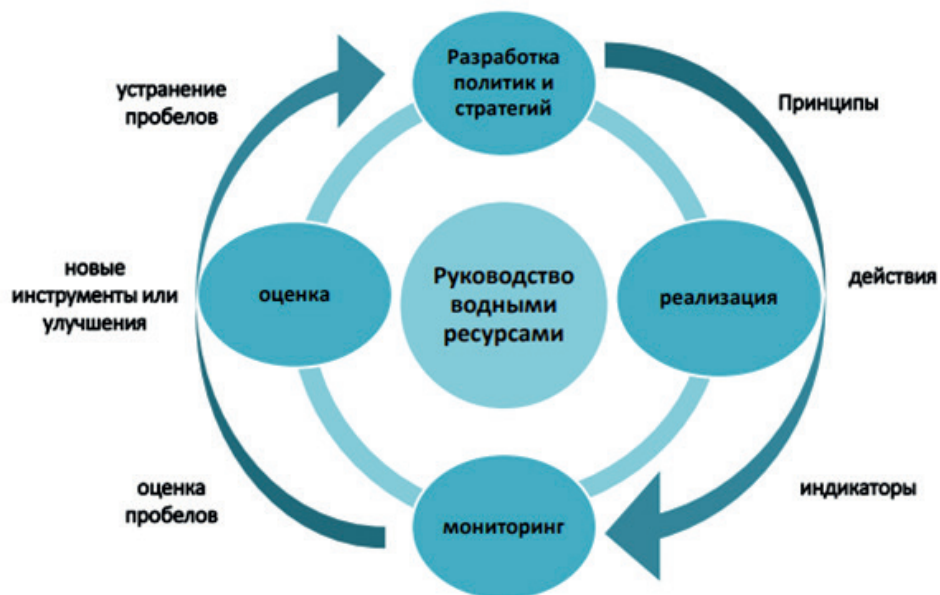 Разработка
политик и
стратегий
устранение
пробелов
Принципы
новые
инструменты или
улучшения
оценка
Руководство
водными
ресурсами
реализация
действия
оценка
пробелов
мониторинг
индикаторы